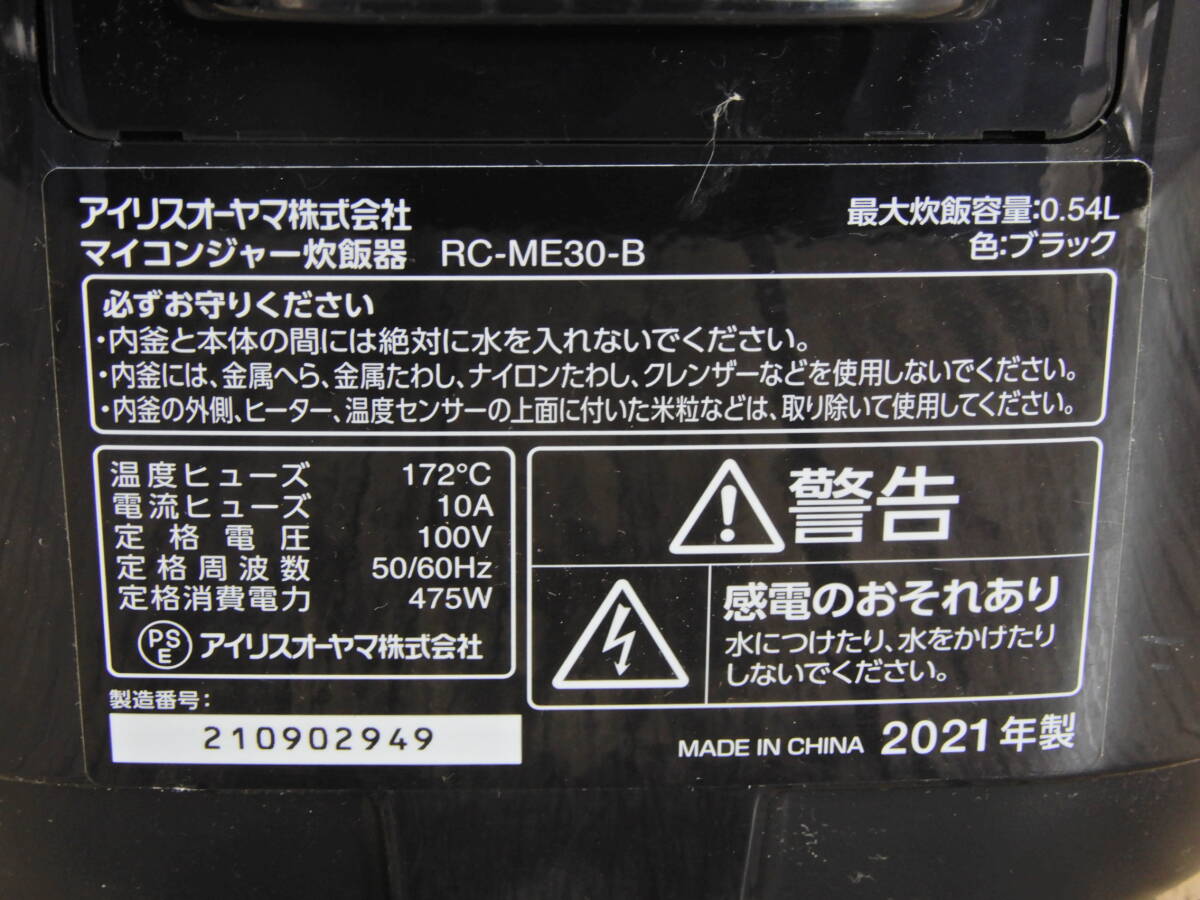 アイリスオーヤマ株式会社
マイコンジャー炊飯器 RC-ME30-B
最大炊飯容量:0.54L
色:ブラック
必ずお守りください
・内釜と本体の間には絶対に水を入れないでください。
・内釜には、金属へら、金属たわし、ナイロンたわし、クレンザーなどを使用しないでください。
・内釜の外側、ヒーター、温度センサーの上面に付いた米粒などは、取り除いて使用してください。
温度ヒューズ 172℃
電流ヒューズ 10A
定格電圧 100V
定格周波数 50/60Hz
定格消費電力 475W
PSE アイリスオーヤマ株式会社
製造番号:
210902949
警告
感電のおそれあり
水につけたり、水をかけたり
しないでください。
MADE IN CHINA 2021年製